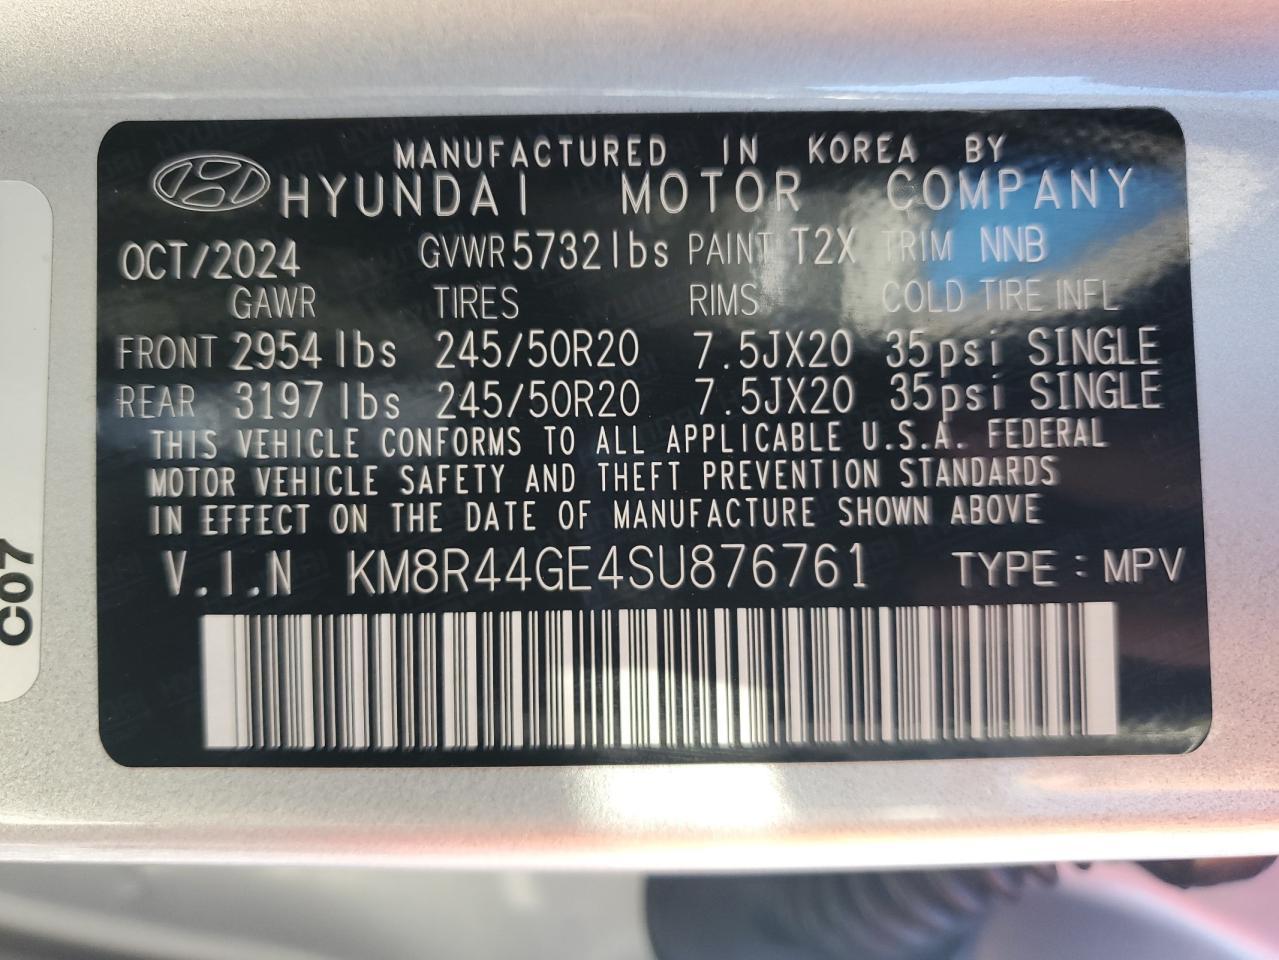 MANUFACTURED IN KOREA BY
HYUNDAI MOTOR COMPANY
OCT/2024 GVWR 5732 lbs PAINT T2X TRIM NNB
GAWR TIRES RIMS COLD TIRE INFL
FRONT 2954 lbs 245/50R20 7.5JX20 35psi SINGLE
REAR 3197 lbs 245/50R20 7.5JX20 35psi SINGLE
THIS VEHICLE CONFORMS TO ALL APPLICABLE U.S.A. FEDERAL
MOTOR VEHICLE SAFETY AND THEFT PREVENTION STANDARDS
IN EFFECT ON THE DATE OF MANUFACTURE SHOWN ABOVE
V.I.N KM8R44GE4SU876761 TYPE : MPV
C07